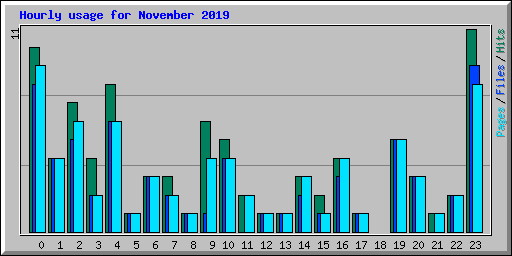 Hourly usage for November 2019
11
Pages/Files/Hits
0 1 2 3 4 5 6 7 8 9 10 11 12 13 14 15 16 17 18 19 20 21 22 23